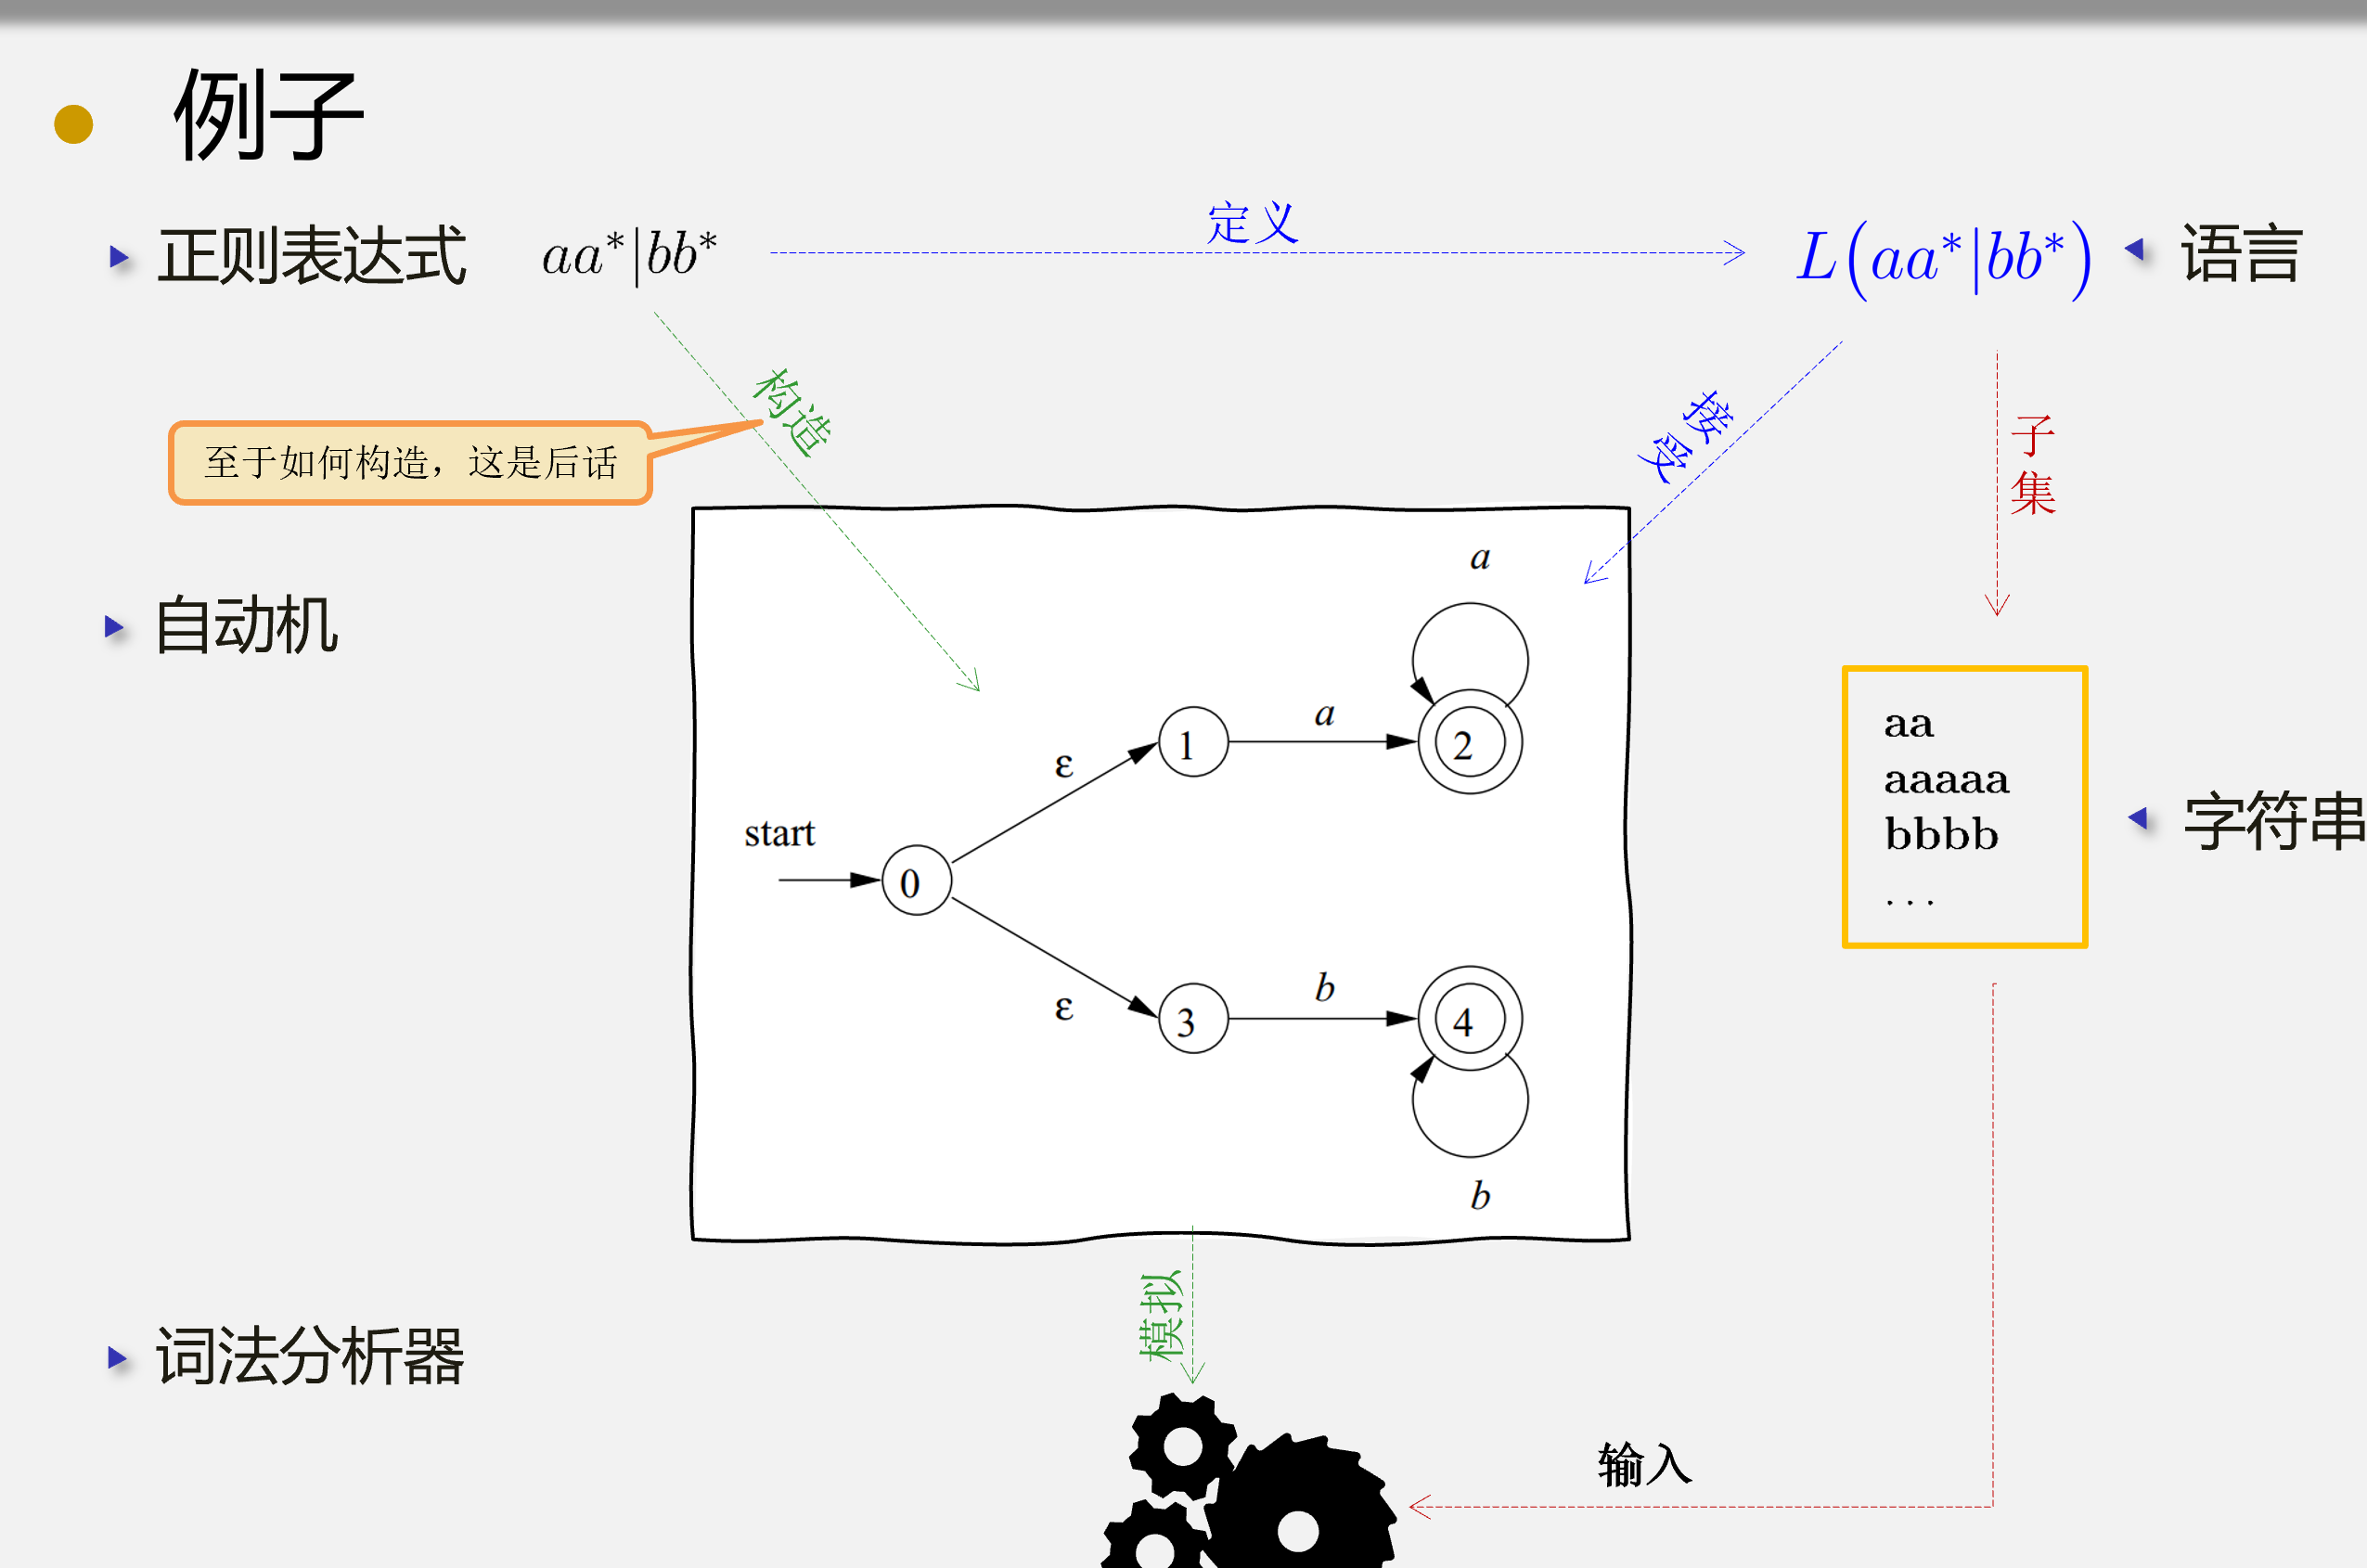 例子
正则表达式
aa*|bb*
定义
L(aa*|bb*)
语言
构造
接受
子集
至于如何构造，这是后话
自动机
a
a
1
2
ε
start
0
ε
b
3
4
b
aa
aaaaa
bbbb
...
字符串
模拟
词法分析器
输入